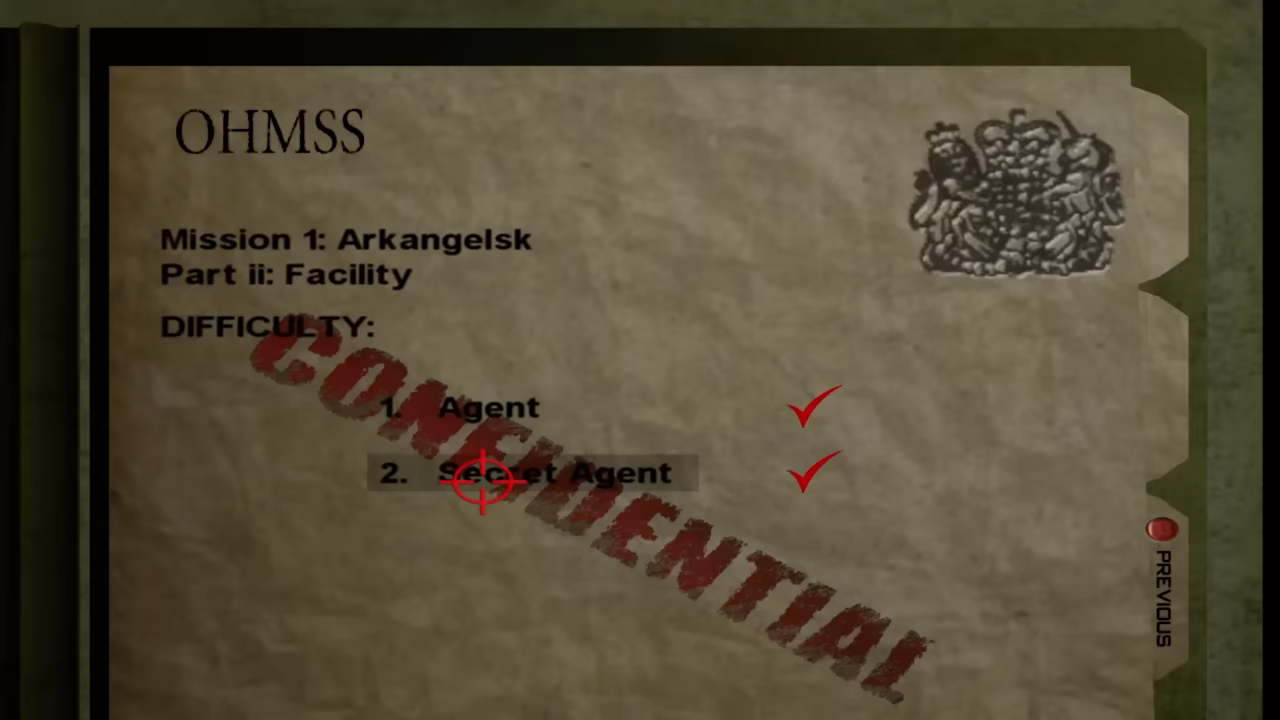 OHMSS
Mission 1: Arkangelsk
Part ii: Facility
DIFFICULTY:
1. Agent
2. Secret Agent
CONFIDENTIAL
B PREVIOUS